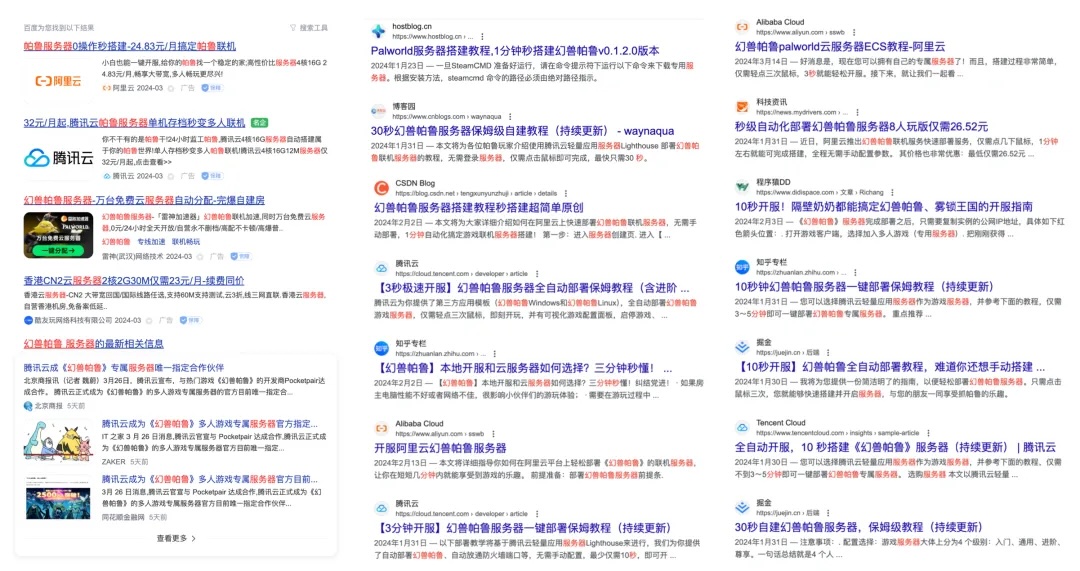 百度为您找到以下结果
搜索工具
帕鲁服务器0操作秒搭建-24.83元/月搞定帕鲁联机
小白也能一键开服,给你的帕鲁找一个稳定的家;高性价比服务器4核16G 2
4.83元/月,畅享大带宽,多人畅玩更尽兴!
阿里云
阿里云 2024-03 广告 保障
32元/月起,腾讯云帕鲁服务器单机存档秒变多人联机 名企
你不干有的是帕鲁干!24小时监工帕鲁,腾讯云4核16G服务器自动搭建属
于你的帕鲁世界!单人存档秒变多人帕鲁联机!腾讯云4核16G12M服务器仅
32元/月起,点击查看>>
腾讯云
腾讯云 2024-03 广告 保障
幻兽帕鲁服务器-万台免费云服务器自动分配-完爆自建房
幻兽帕鲁服务器-「雷神加速器」幻兽帕鲁联机加速,同时万台免费云服务
器,0元/24小时全天开放/自营永不删档/高配不卡顿/高爆普..
幻兽帕鲁 专线加速 联机畅玩
万台免费云服务器
一键分配
雷神(武汉)网络技术 2024-03 广告 保障
香港CN2云服务器2核2G30M仅需23元/月-续费同价
香港云服务器-CN2 大带宽回国/国际线路任选,支持60M支持测试,云3折,线三网直联.香港云服务器,
自营香港机房,免备案低延..
酷友玩网络科技有限公司 2024-03 广告 保障
幻兽帕鲁 服务器的最新相关信息
腾讯云成《幻兽帕鲁》专属服务器唯一指定合作伙伴
北京商报讯（记者 魏蔚）3月26日，腾讯云宣布，与热门游戏《幻兽帕鲁》的开发商Pocketpair达
成合作。 腾讯云正式成为《幻兽帕鲁》的多人游戏专属服务器的官方目前唯一指定...
北京商报 5天前
腾讯云成为《幻兽帕鲁》多人游戏专属服务器官方指定...
IT 之家 3 月 26 日消息,腾讯云官宣与 Pocketpair 达成合作,腾讯云正式成
为《幻兽帕鲁》的多人游戏专属服务器官方目前唯一指定...
ZAKER 5天前
腾讯云成为《幻兽帕鲁》多人游戏专属服务器官方指定...
3月 26 日消息,腾讯云官宣与 Pocketpair 达成合作,腾讯云正式成为《幻
兽帕鲁》的多人游戏专属服务器官方目前唯一指定合作伙伴...
同花顺金融网 5天前
查看更多
hostblog.cn
https://www.hostblog.cn › ...
Palworld服务器搭建教程,1分钟秒搭建幻兽帕鲁v0.1.2.0版本
2024年1月23日 — 一旦SteamCMD 准备好运行，请在命令提示符下运行以下命令来下载专用服
务器。根据安装方法，steamcmd 命令的路径必须由绝对路径指示。
博客园
https://www.cnblogs.com › waynaqua
30秒幻兽帕鲁服务器保姆级自建教程（持续更新） - waynaqua
2024年1月31日 — 本文将为各位帕鲁玩家介绍使用腾讯云轻量应用服务器Lighthouse 部署幻兽帕
鲁联机服务器的教程，无需登录服务器，仅需点击鼠标即可完成，最快只需30 秒。
CSDN Blog
https://blog.csdn.net › tengxunyunzhuji › article › details
幻兽帕鲁服务器搭建教程秒搭建超简单原创
2024年2月2日 — 本文将为大家详细介绍如何在阿里云上快速部署幻兽帕鲁联机服务器，无需手
动开服，1分钟自动化搞定游戏联机服务器搭建！ 第一步：进入服务器创建页. 进入【 ...
腾讯云
https://cloud.tencent.com › developer › article
【3秒极速开服】幻兽帕鲁服务器全自动部署保姆教程（含进阶 ...
腾讯云为你提供了第三方应用模板（幻兽帕鲁Windows和幻兽帕鲁Linux），全自动部署幻兽帕鲁
游戏服务器，仅需轻点三次鼠标，即刻开玩，并有可视化游戏配置面板，启停游戏、 ...
知乎专栏
https://zhuanlan.zhihu.com › ...
【幻兽帕鲁】本地开服和云服务器如何选择？三分钟秒懂！ ...
2024年2月2日 — 【幻兽帕鲁】本地开服和云服务器如何选择？三分钟秒懂！纠结党进！ · 如果房
主电脑性能不好或者网络不佳，很影响小伙伴们的游玩体验； · 需要在游玩过程中 ...
Alibaba Cloud
https://www.aliyun.com › sswb
开服阿里云幻兽帕鲁服务器
2024年2月13日 — 本文将详细指导你如何在阿里云平台上轻松部署《幻兽帕鲁》的联机服务器，
让你在短短几分钟内就能享受到游戏的乐趣。 前提准备：部署幻兽帕鲁服务器前提条.
腾讯云
https://cloud.tencent.com › developer › article
【3分钟开服】幻兽帕鲁服务器一键部署保姆教程（持续更新）
2024年1月31日 — 以下部署教学将基于腾讯云轻量应用服务器Lighthouse来进行，我们为你提供
了自动部署幻兽帕鲁、自动放通防火墙端口等，无需手动配置，最少仅需10秒，即可开 ...
Alibaba Cloud
https://www.aliyun.com › sswb
幻兽帕鲁palworld云服务器ECS教程-阿里云
2024年3月14日 — 好消息是，现在您可以拥有自己的专属服务器了！而且，搭建过程非常简单，
仅需轻点三次鼠标，3秒就能轻松开服。接下来，就让我们一起看 ...
科技资讯
https://news.mydrivers.com › ...
秒级自动化部署幻兽帕鲁服务器8人玩版仅需26.52元
2024年1月31日 — 近日，阿里云推出幻兽帕鲁联机服务快速部署服务，仅需点几下鼠标，1分钟
左右就可完成搭建，全程无需手动配置参数。 其价格也非常优惠：最低仅需26.52元 ...
程序猿DD
https://www.didispace.com › 文章 › Richang
10秒开服！隔壁奶奶都能搞定幻兽帕鲁、雾锁王国的开服指南
2024年2月3日 — 《幻兽帕鲁》服务器完成部署之后，只需要复制实例的公网IP地址，具体如下红
色箭头位置：. 打开游戏客户端，选择加入多人游戏（专用服务器）. 把刚刚获得 ...
知乎专栏
https://zhuanlan.zhihu.com › ...
10秒钟幻兽帕鲁服务器一键部署保姆教程（持续更新）
2024年1月31日 — 您可以选择腾讯云轻量应用服务器作为游戏服务器，并参考下面的教程，仅需
3～5分钟即可一键部署幻兽帕鲁专属服务器。 重点推荐 ...
掘金
https://juejin.cn › 后端
【10秒开服】幻兽帕鲁服务器全自动部署教程，难道你还想手动搭建 ...
2024年1月30日 — 我将为您提供一份简洁明了的指南，以便轻松部署幻兽帕鲁服务器。只需点击
鼠标三次，您就能够快速搭建并开启服务器，与您的朋友一同享受抓帕鲁的乐趣。
Tencent Cloud
https://www.tencentcloud.com › insights › sample-article
全自动开服，10 秒搭建《幻兽帕鲁》服务器（持续更新） | 腾讯云
2024年1月30日 — 您可以选择腾讯云轻量应用服务器作为游戏服务器，并参考下面的教程，仅需
不到3～5分钟即可一键部署幻兽帕鲁专属服务器。 选购服务器 本文以腾讯云轻量 ...
掘金
https://juejin.cn › 后端
30秒自建幻兽帕鲁服务器，保姆级教程（持续更新）
2024年1月31日 — 注意事项：. 配置选择：游戏服务器大体上分为4 个级别：入门、通用、进阶、
尊享。一句话总结就是4 个人 ...